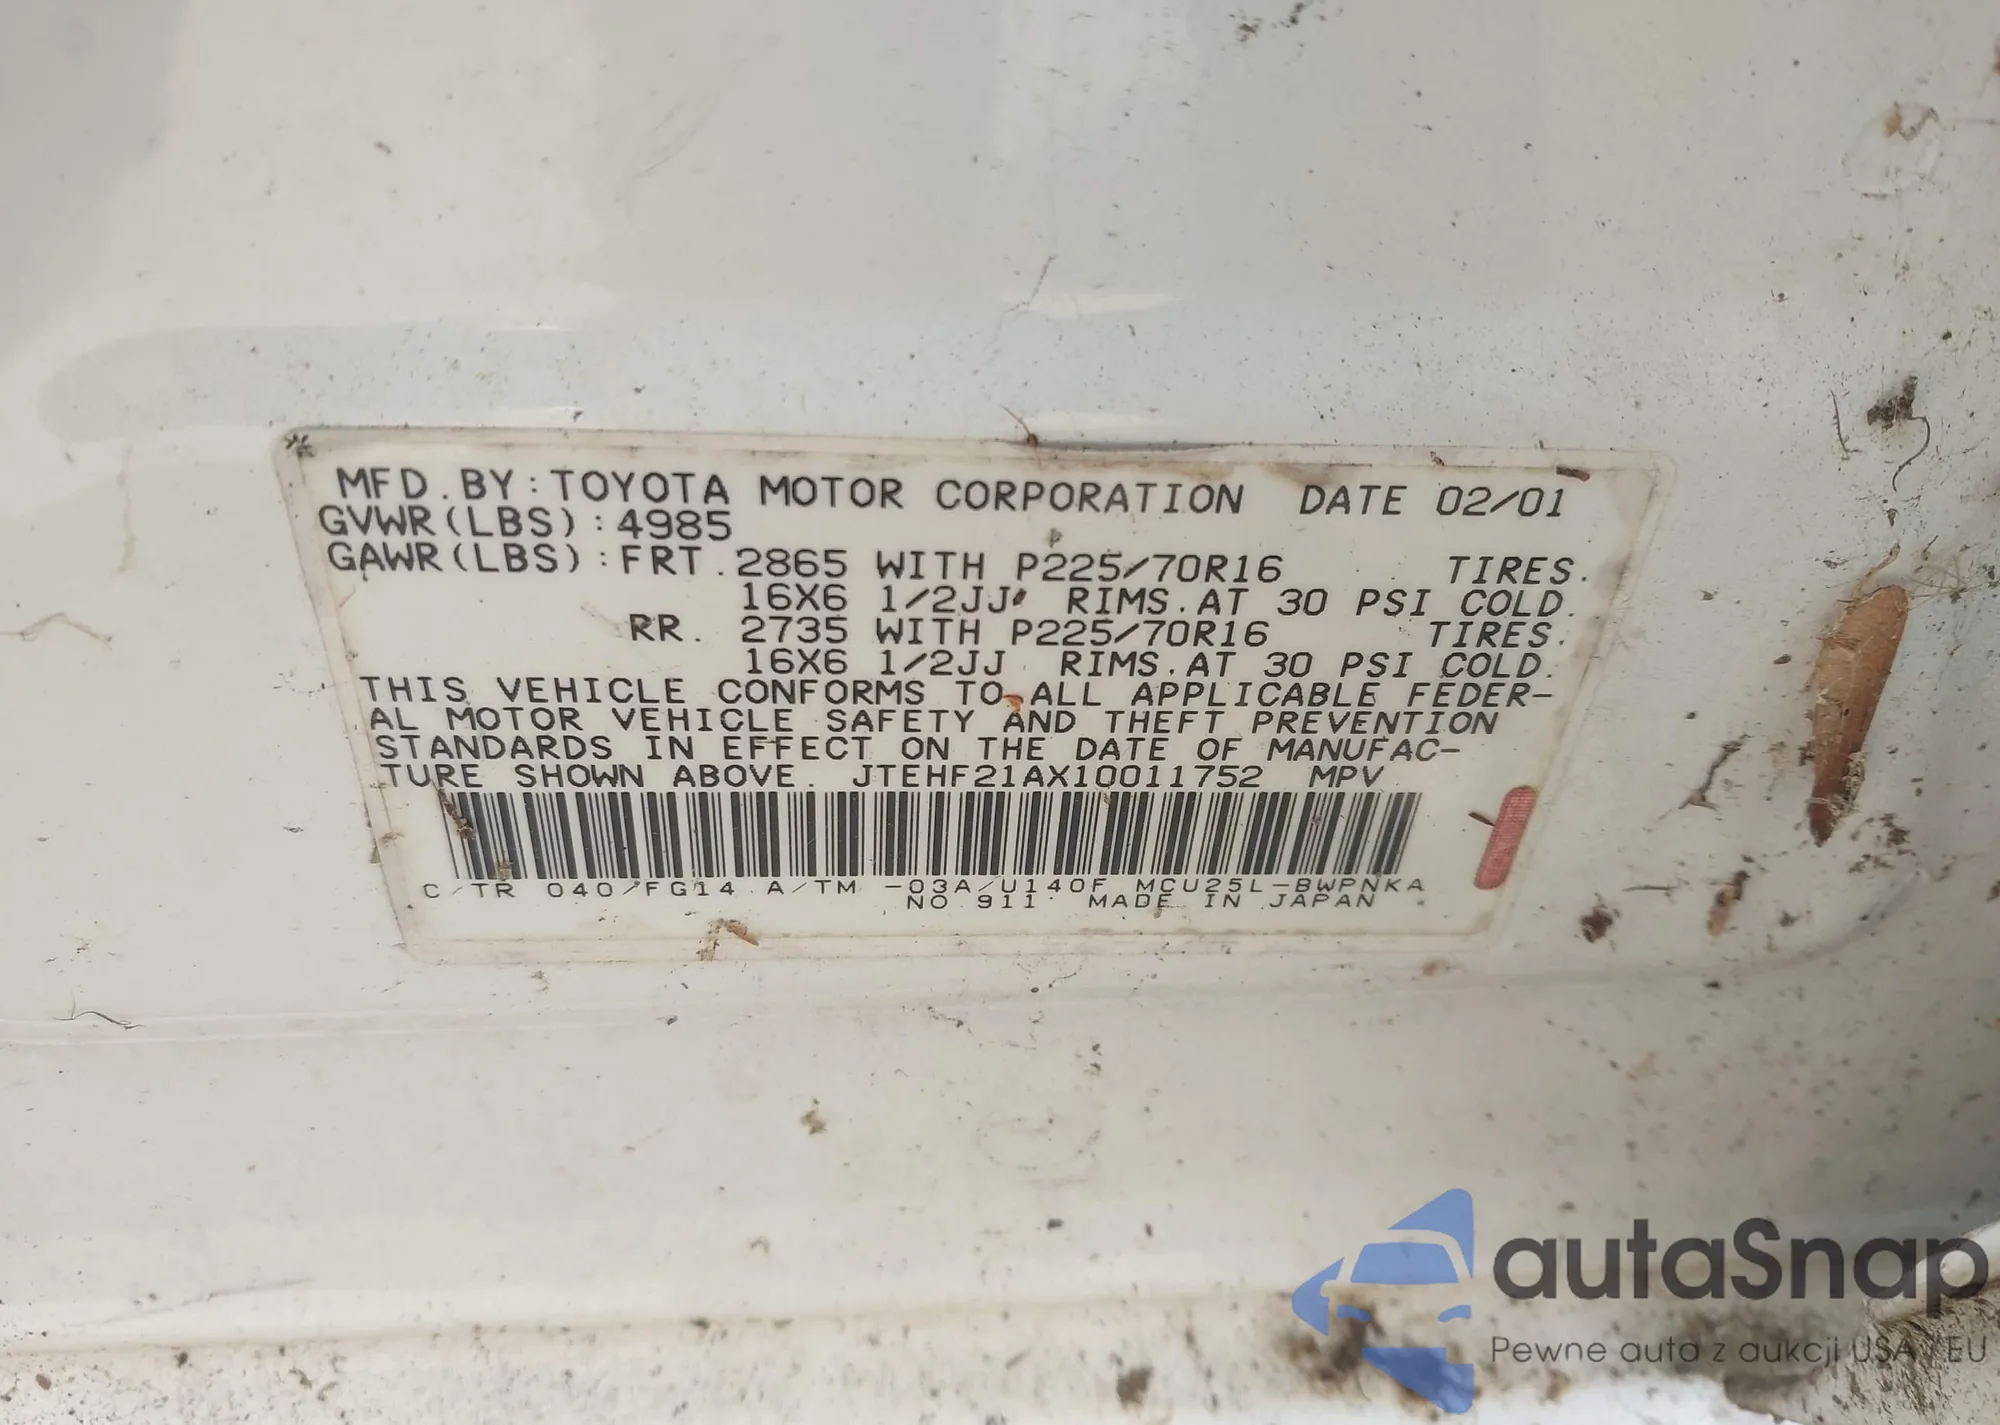 MFD.BY:TOYOTA MOTOR CORPORATION DATE 02/01
GVWR(LBS):4985
GAWR(LBS):FRT.2865 WITH P225/70R16 TIRES.
16X6 1/2JJ RIMS.AT 30 PSI COLD.
RR. 2735 WITH P225/70R16 TIRES.
16X6 1/2JJ RIMS.AT 30 PSI COLD.
THIS VEHICLE CONFORMS TO ALL APPLICABLE FEDER-
AL MOTOR VEHICLE SAFETY AND THEFT PREVENTION
STANDARDS IN EFFECT ON THE DATE OF MANUFAC-
TURE SHOWN ABOVE. JTEHF21AX10011752 MPV
C/TR 040/FG14 A/TM -03A/U140F MCU25L-BWPNKA
NO 911 MADE IN JAPAN
autaSnap
Pewne auta z aukcji USA / EU